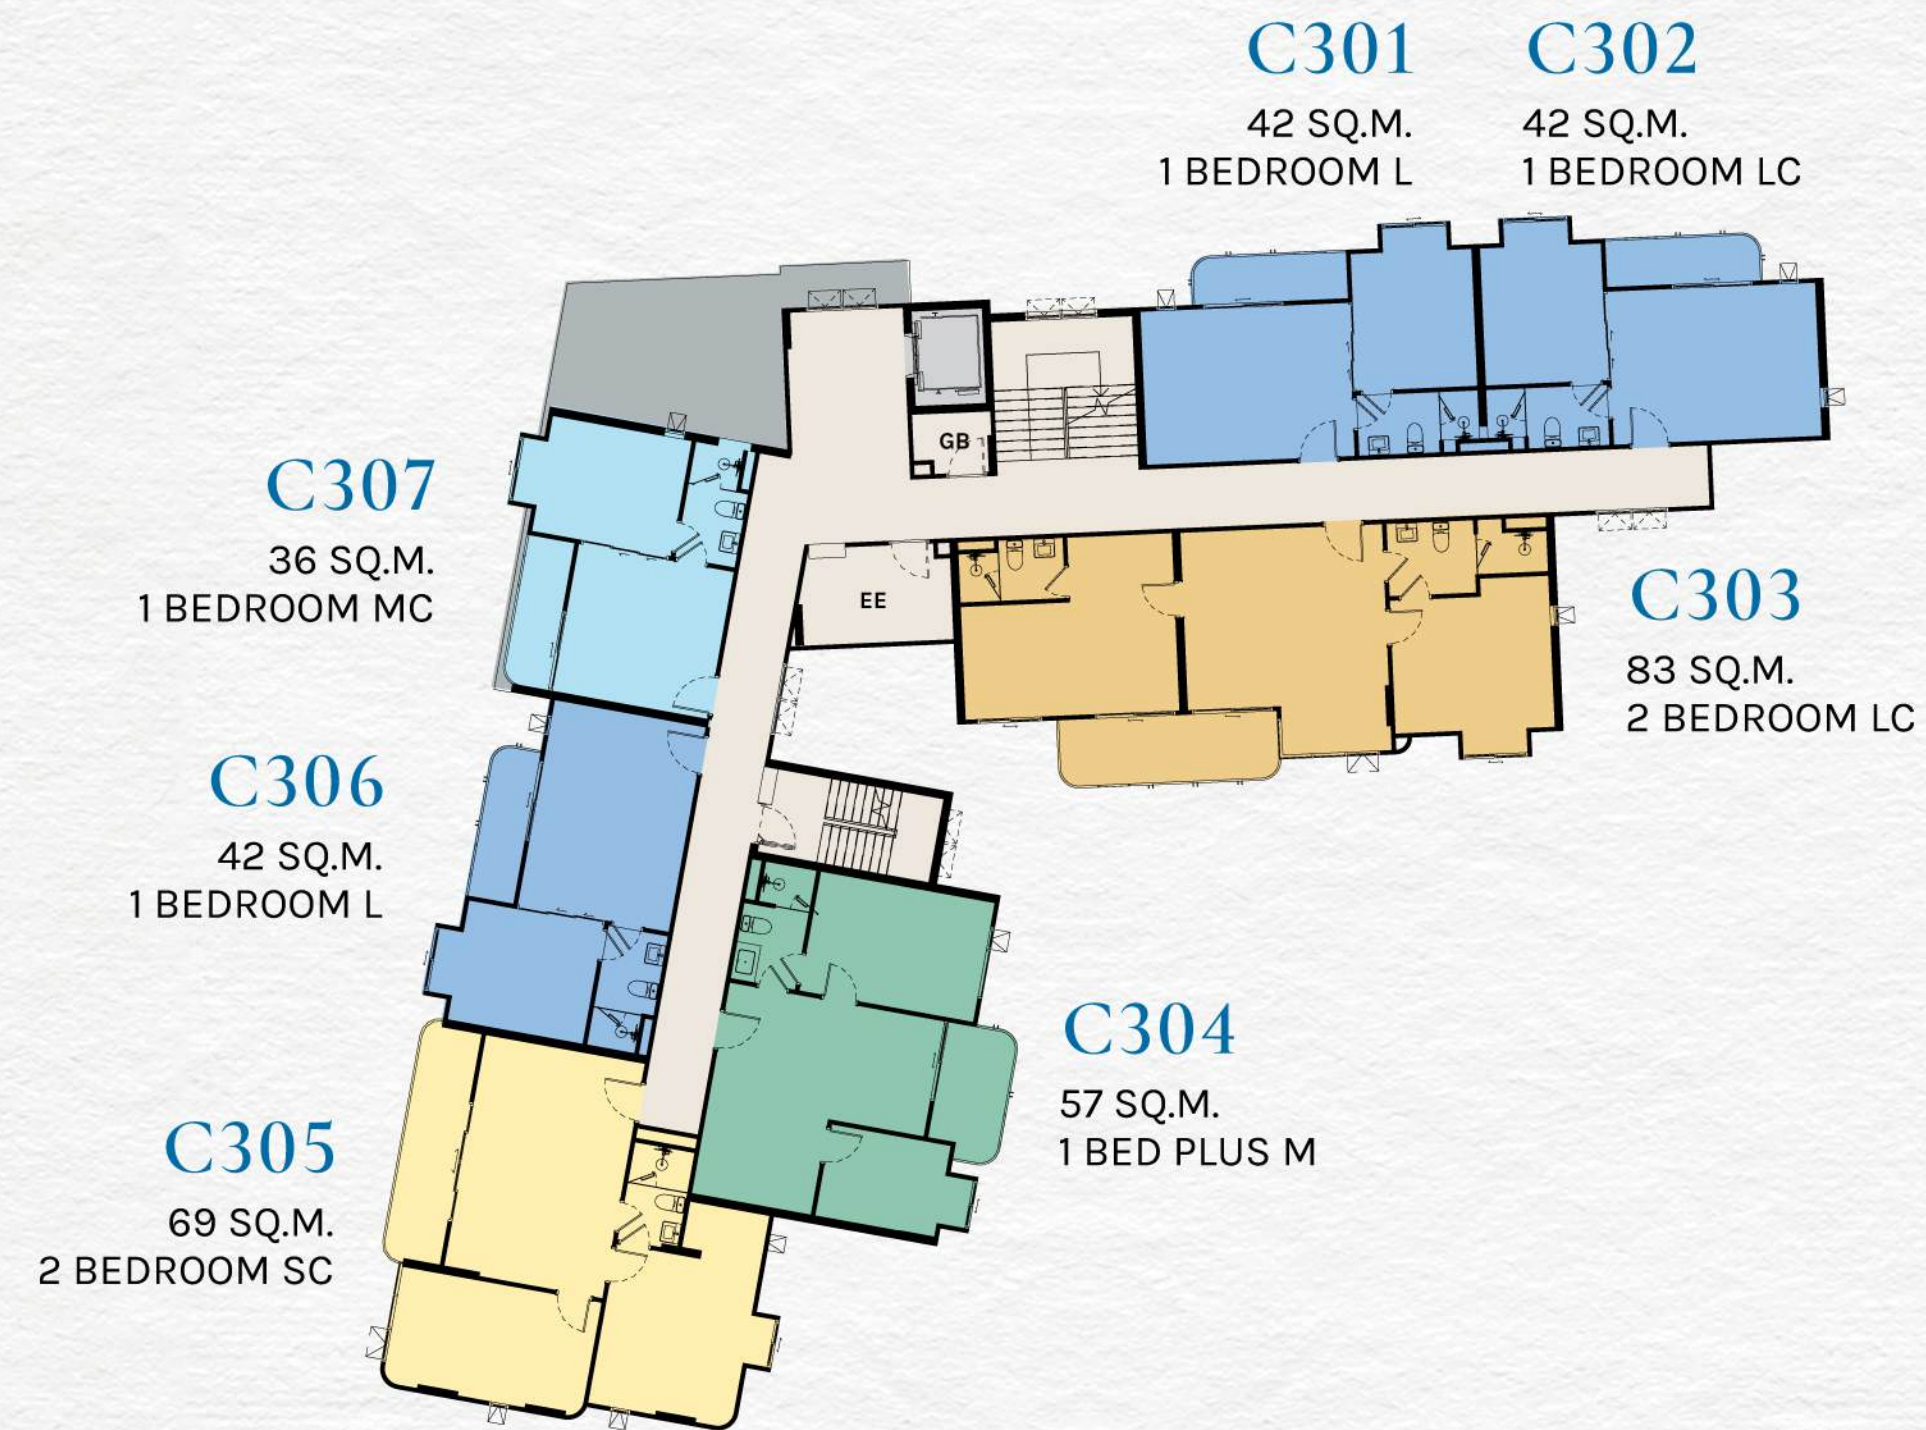 C301
42 SQ.M.
1 BEDROOM L
C302
42 SQ.M.
1 BEDROOM LC
GB
C307
36 SQ.M.
1 BEDROOM MC
EE
C303
83 SQ.M.
2 BEDROOM LC
C306
42 SQ.M.
1 BEDROOM L
C304
57 SQ.M.
1 BED PLUS M
C305
69 SQ.M.
2 BEDROOM SC